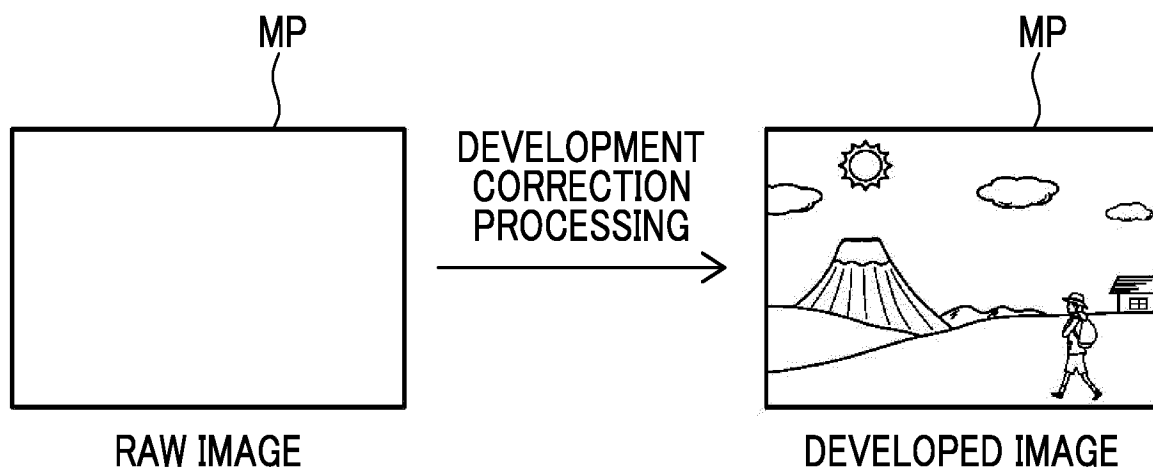 MP
MP
DEVELOPMENT
CORRECTION
PROCESSING
RAW IMAGE
DEVELOPED IMAGE